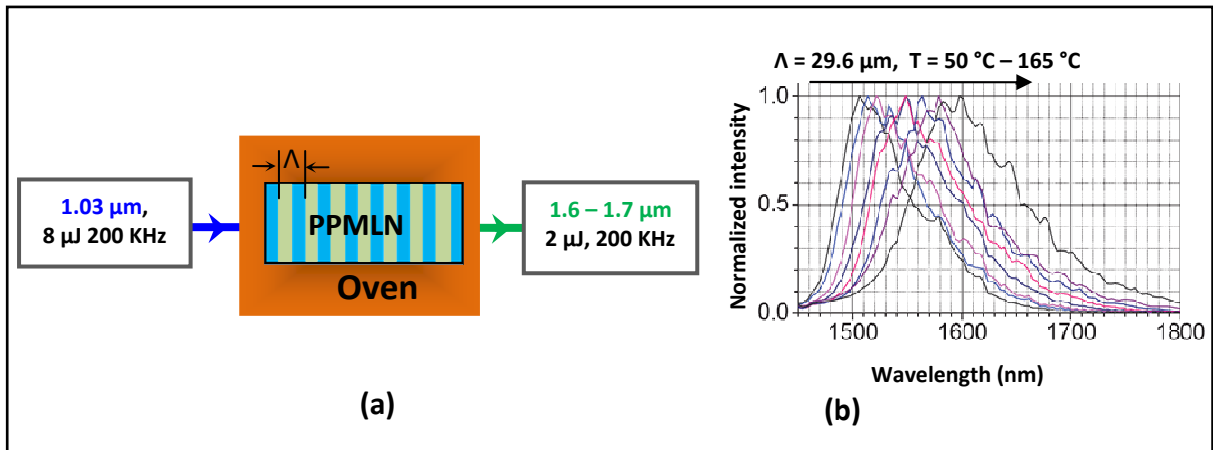 Λ
1.03 µm,
8 µJ 200 KHz
PPMLN
Oven
1.6 – 1.7 µm
2 µJ, 200 KHz
(a)
Λ = 29.6 µm, T = 50 °C – 165 °C
Normalized intensity
1.0
0.5
0.0
1500 1600 1700 1800
Wavelength (nm)
(b)